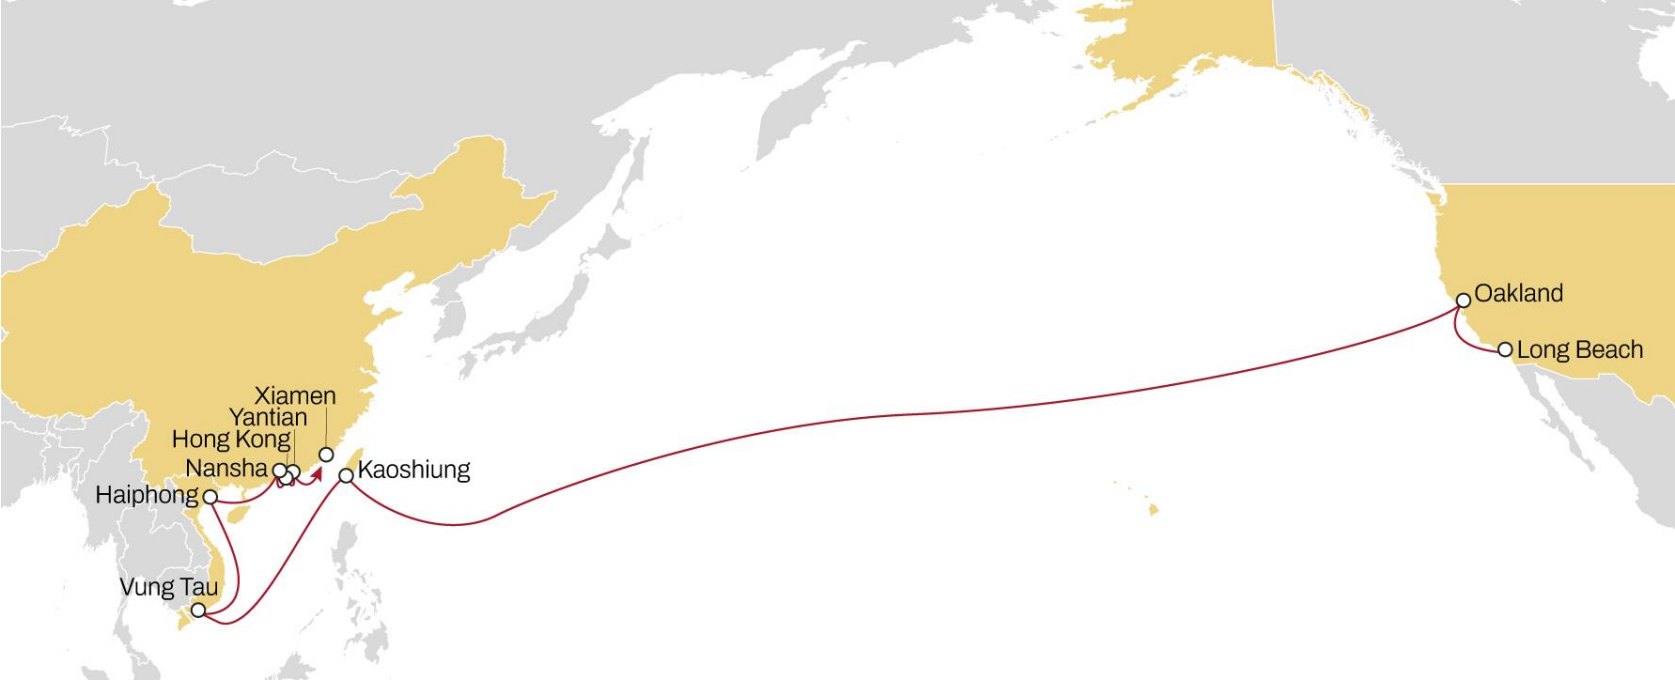 Oakland
Long Beach
Xiamen
Yantian
Hong Kong
Nansha
Kaoshiung
Haiphong
Vung Tau